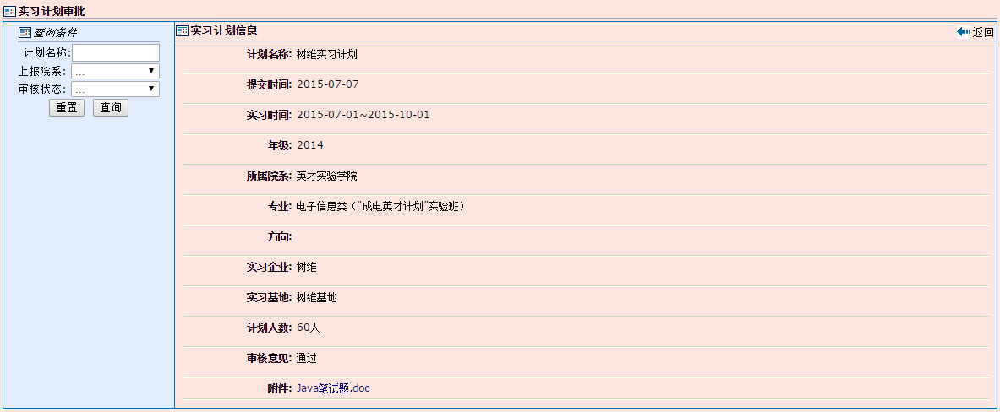 实习计划审批
查询条件
计划名称:
上报院系: ...
审核状态: ...
重置 查询
实习计划信息
返回
计划名称: 树维实习计划
提交时间: 2015-07-07
实习时间: 2015-07-01~2015-10-01
年级: 2014
所属院系: 英才实验学院
专业: 电子信息类（“成电英才计划”实验班）
方向:
实习企业: 树维
实习基地: 树维基地
计划人数: 60人
审核意见: 通过
附件: Java笔试题.doc